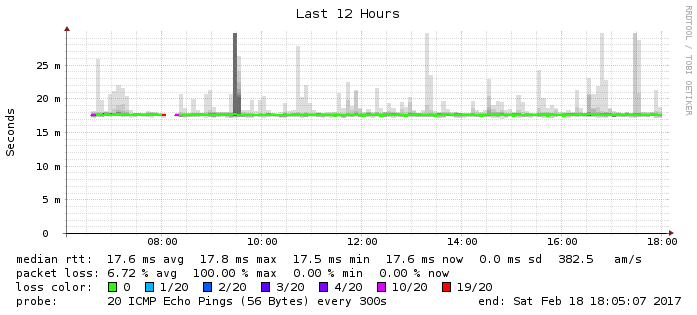 Last 12 Hours
RRDTOOL / TOBI OETIKER
Seconds
25 m
20 m
15 m
10 m
5 m
0
08:00 10:00 12:00 14:00 16:00 18:00
median rtt: 17.6 ms avg 17.8 ms max 17.5 ms min 17.6 ms now 0.0 ms sd 382.5 am/s
packet loss: 6.72 % avg 100.00 % max 0.00 % min 0.00 % now
loss color: 0 1/20 2/20 3/20 4/20 10/20 19/20
probe: 20 ICMP Echo Pings (56 Bytes) every 300s end: Sat Feb 18 18:05:07 2017